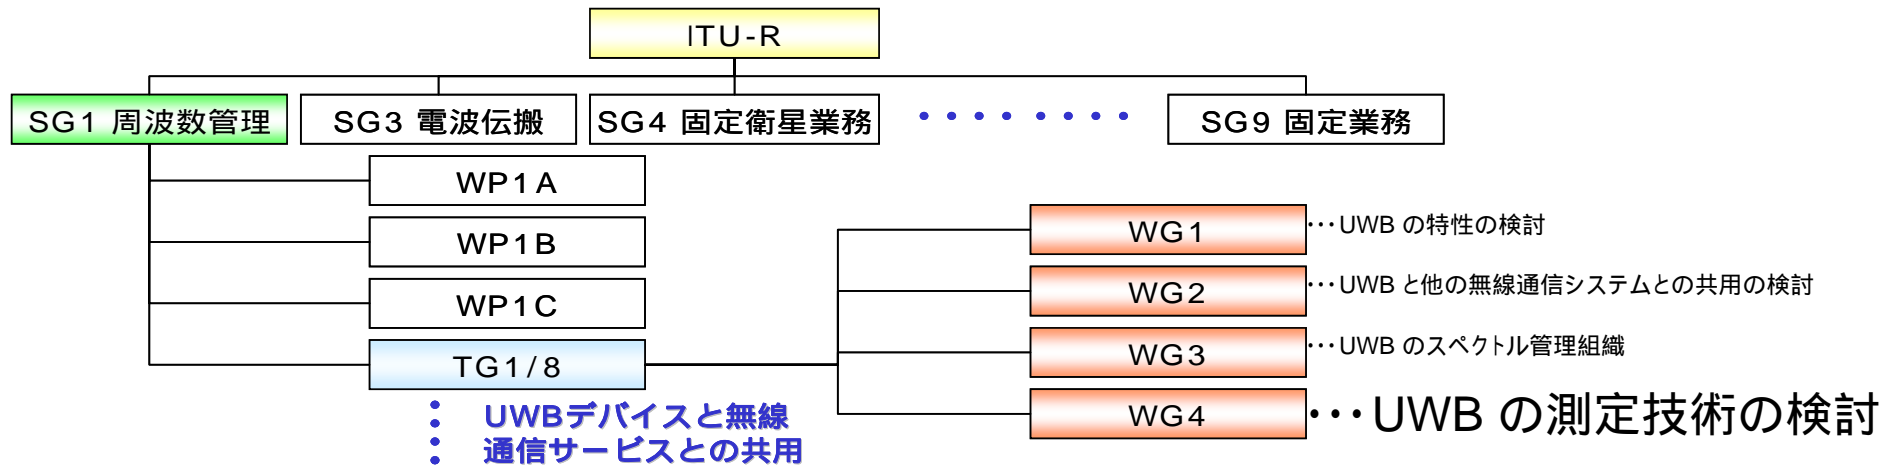 ITU-R
SG1 周波数管理
SG3 電波伝搬
SG4 固定衛星業務
・・・・・・・・
SG9 固定業務
WP1A
WP1B
WP1C
TG1/8
UWBデバイスと無線
通信サービスとの共用
WG1 ･･･UWB の特性の検討
WG2 ･･･UWB と他の無線通信システムとの共用の検討
WG3 ･･･UWB のスペクトル管理組織
WG4 ･･･UWB の測定技術の検討